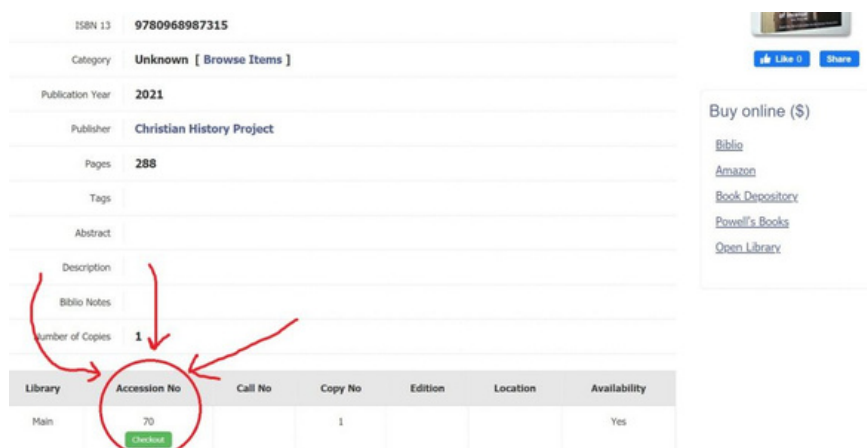 ISBN 13 9780968987315
Category Unknown [ Browse Items ]
Publication Year 2021
Publisher Christian History Project
Pages 288
Tags
Abstract
Description
Biblio Notes
Number of Copies 1
Library Accession No Call No Copy No Edition Location Availability
Main 70 1 Yes
Checkout
Like 0 Share
Buy online ($)
Biblio
Amazon
Book Depository
Powell's Books
Open Library